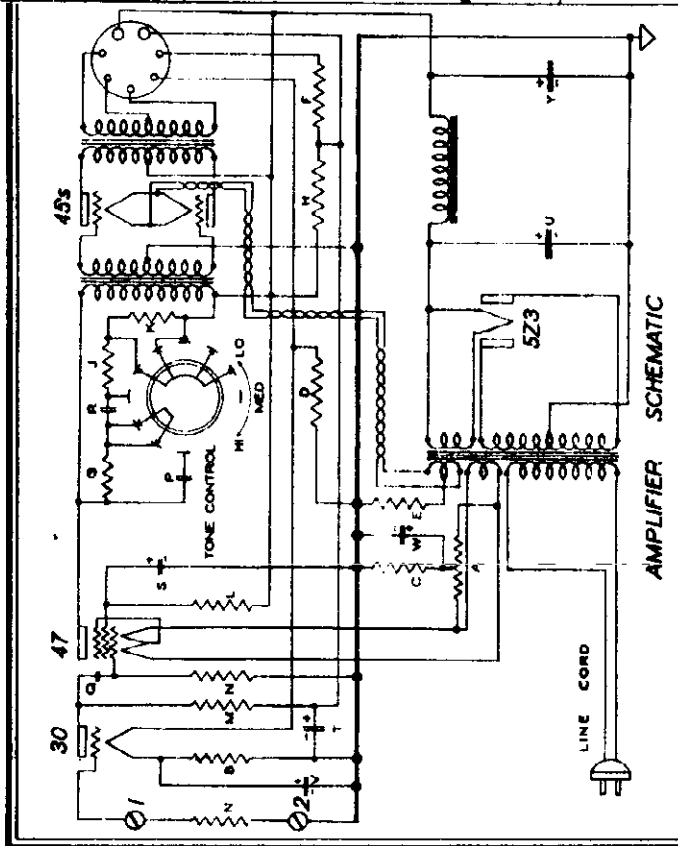 30
47
45s
1
2
Z
V
B
T
M
N
L
S
G
P
R
J
K
TONE CONTROL
HI
MED
LO
H
F
D
E
W
C
A
5Z3
U
Y
LINE CORD
AMPLIFIER SCHEMATIC